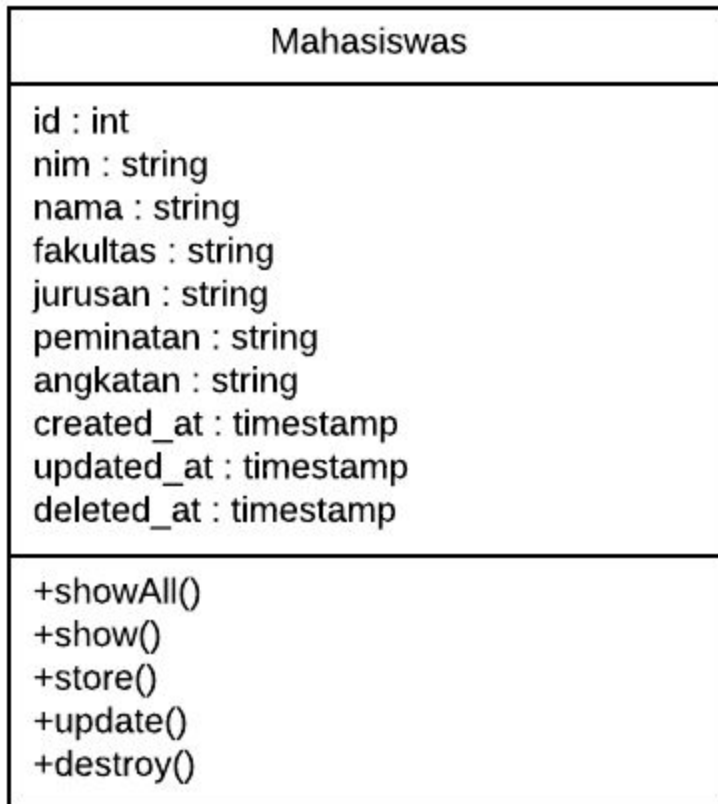 Mahasiswas
id : int
nim : string
nama : string
fakultas : string
jurusan : string
peminatan : string
angkatan : string
created_at : timestamp
updated_at : timestamp
deleted_at : timestamp
+showAll()
+show()
+store()
+update()
+destroy()